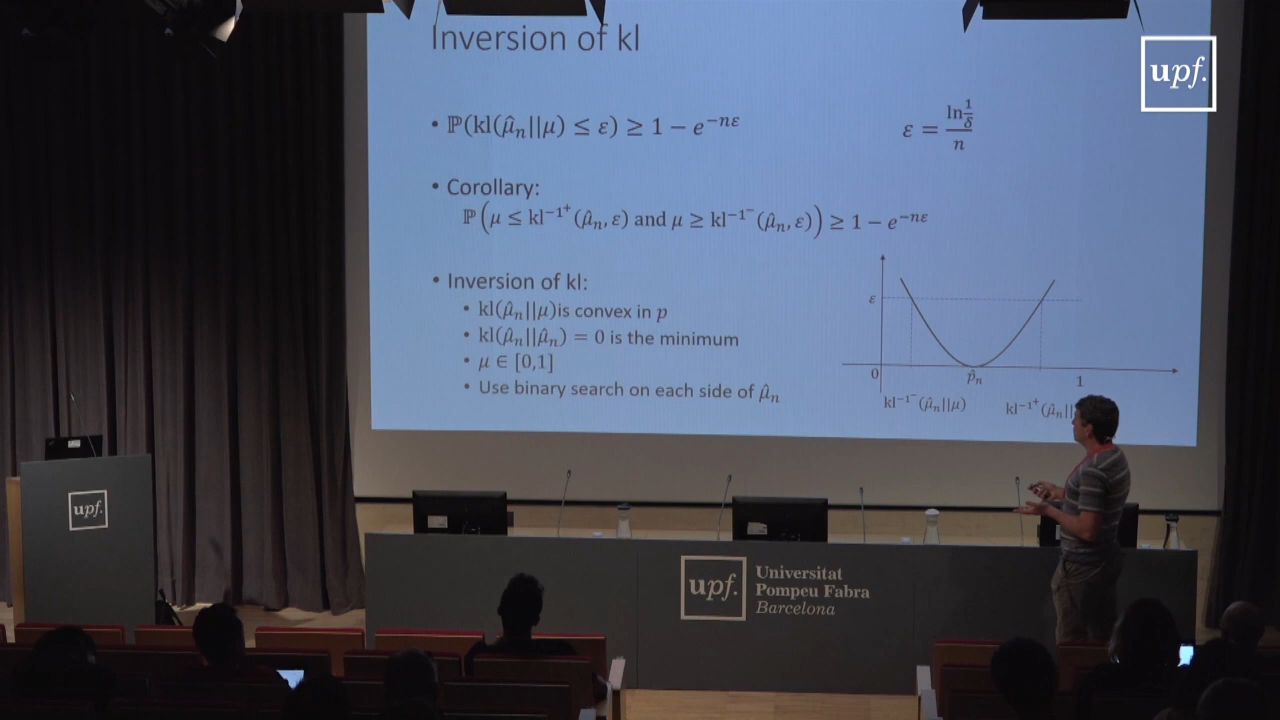 Inversion of kl
upf.
• ℙ(kl(μ̂ₙ||μ) ≤ ε) ≥ 1 − e^{−nε}
ε = ln(1/δ)/n
• Corollary:
ℙ(μ ≤ kl^{−1⁺}(μ̂ₙ, ε) and μ ≥ kl^{−1⁻}(μ̂ₙ, ε)) ≥ 1 − e^{−nε}
• Inversion of kl:
• kl(μ̂ₙ||μ)is convex in p
• kl(μ̂ₙ||μ̂ₙ) = 0 is the minimum
• μ ∈ [0,1]
• Use binary search on each side of μ̂ₙ
ε
0
p̂ₙ
1
kl^{−1⁻}(μ̂ₙ||μ)
kl^{−1⁺}(μ̂ₙ||
upf.
upf.
Universitat
Pompeu Fabra
Barcelona